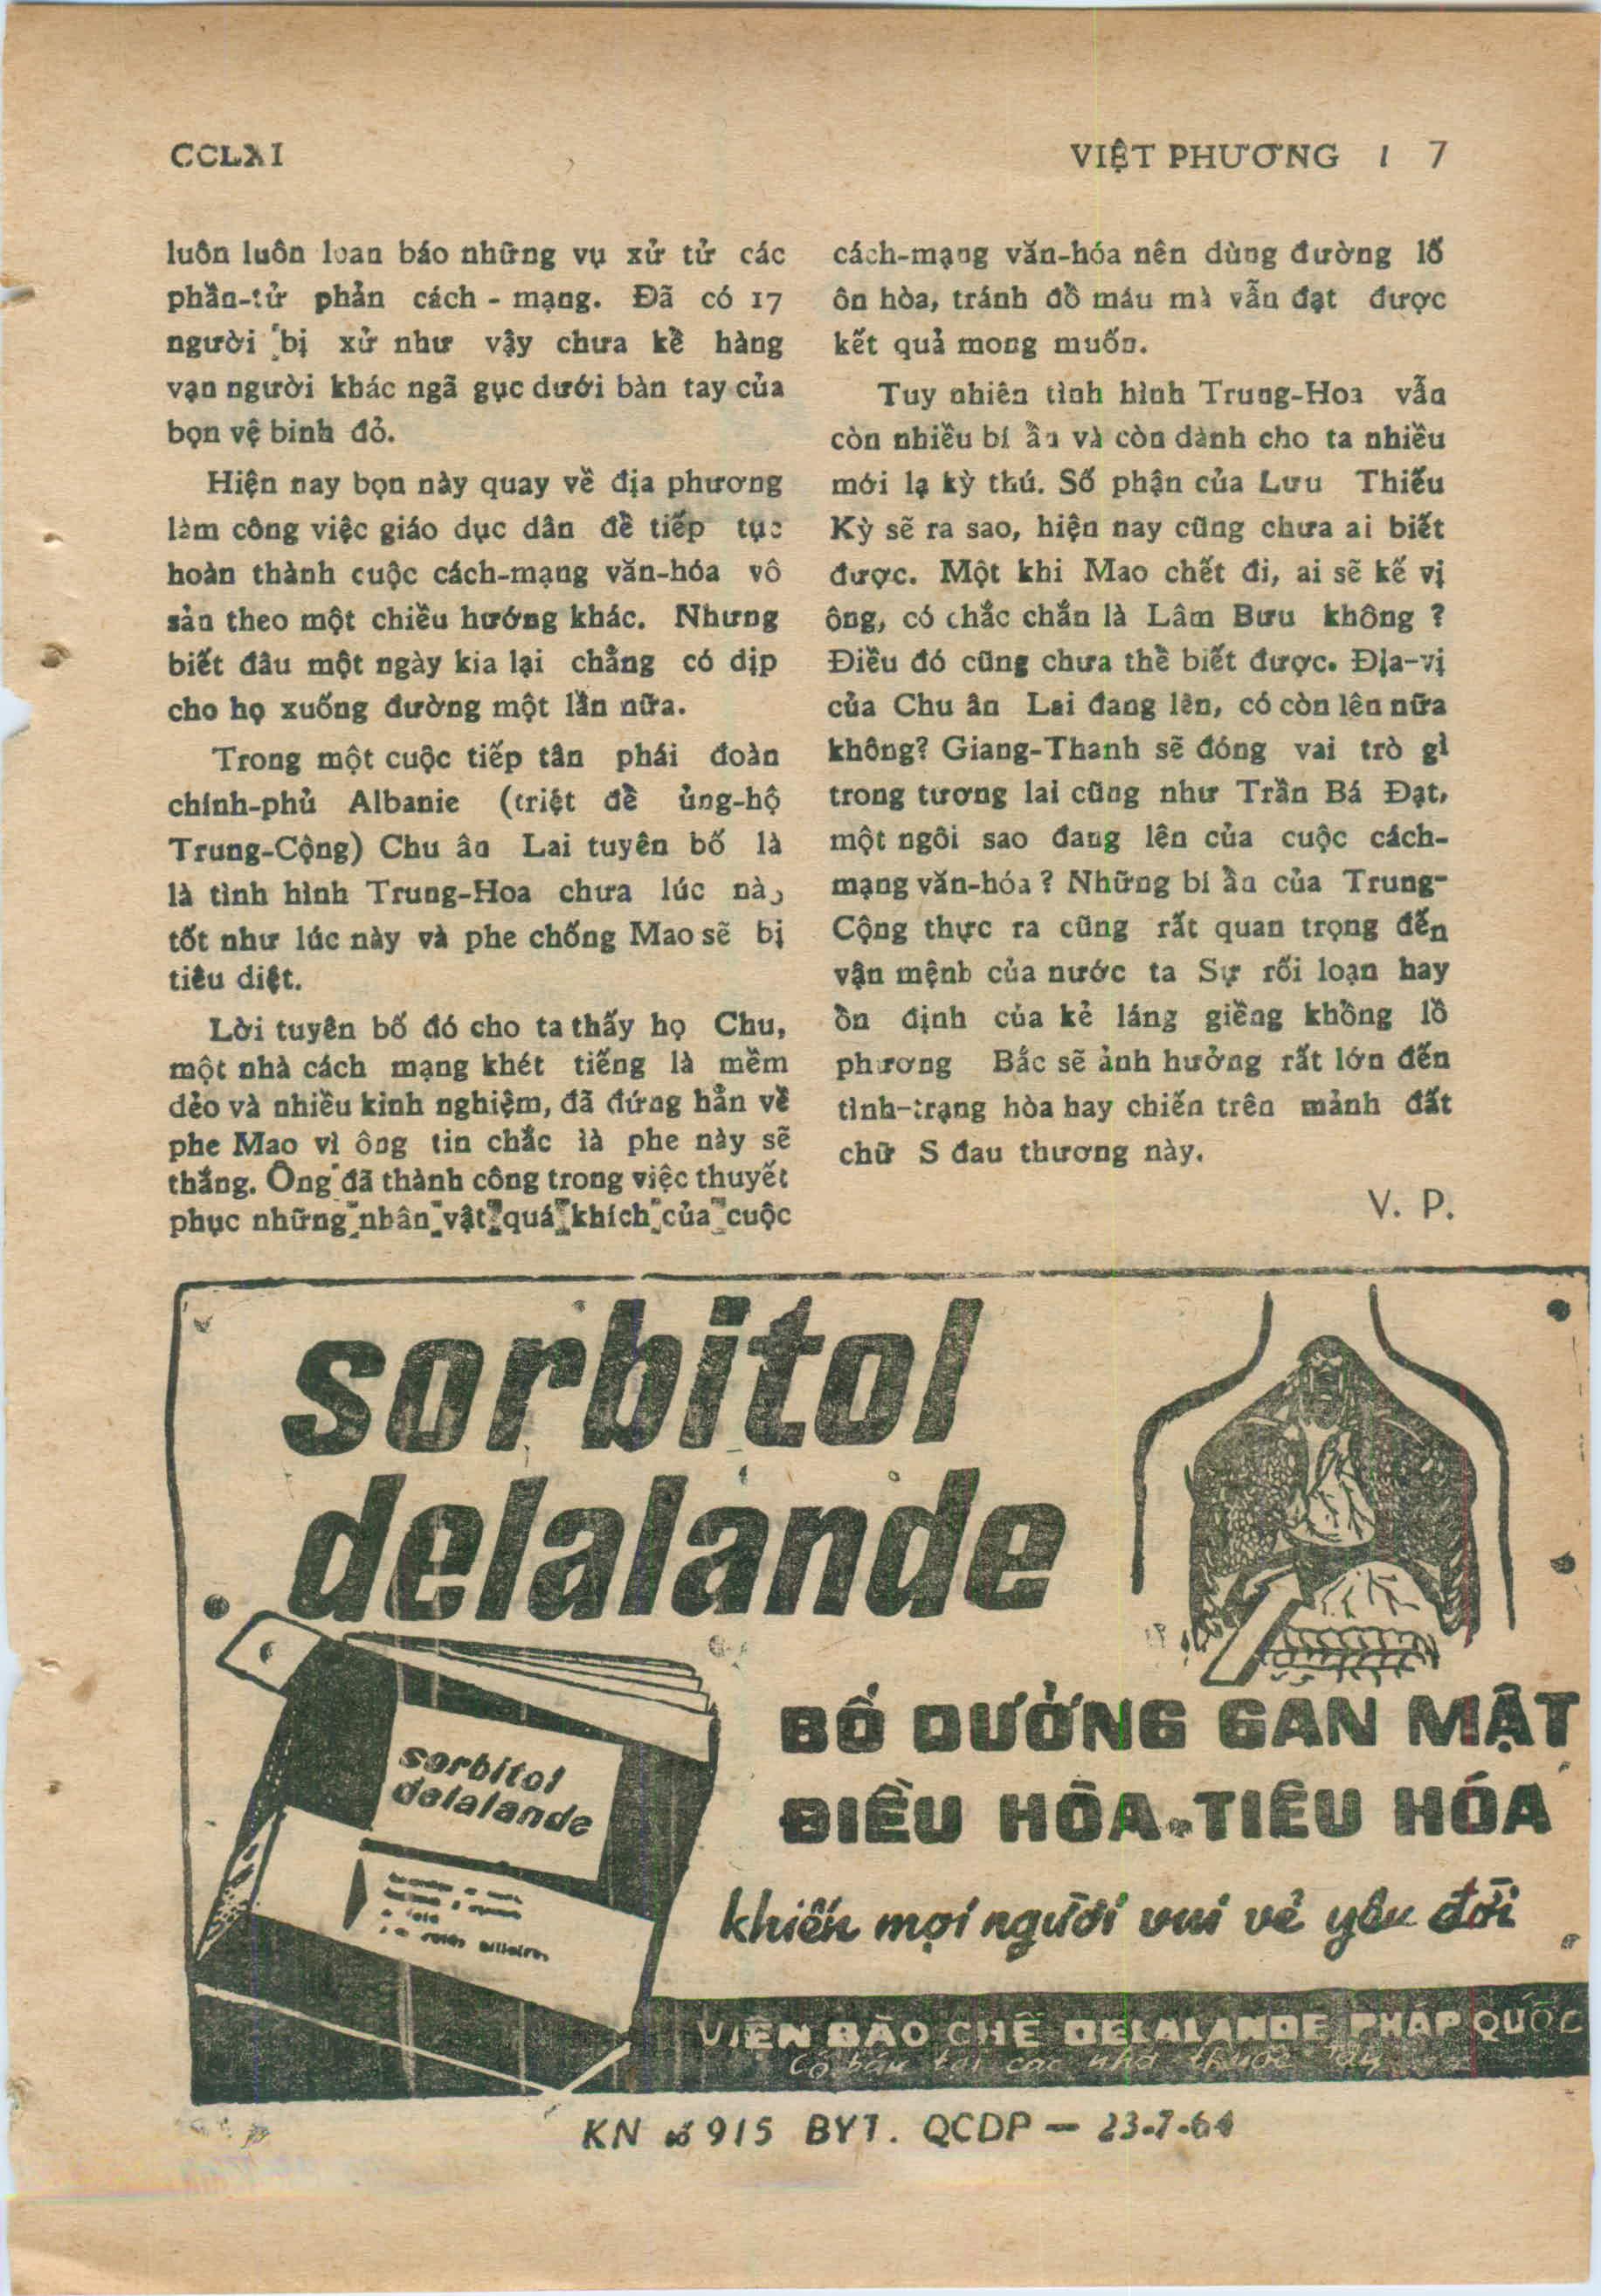 CCLXI
VIỆT PHƯƠNG 1 7
luôn luôn loan báo những vụ xử tử các
phần-tử phản cách - mạng. Đã có 17
người bị xử như vậy chưa kể hàng
vạn người khác ngã gục dưới bàn tay của
bọn vệ binh đỏ.
Hiện nay bọn này quay về địa phương
làm công việc giáo dục dân để tiếp tục
hoàn thành cuộc cách-mạng văn-hóa vô
sản theo một chiều hướng khác. Nhưng
biết đâu một ngày kia lại chẳng có dịp
cho họ xuống đường một lần nữa.
Trong một cuộc tiếp tân phái đoàn
chính-phủ Albanie (triệt để ủng-hộ
Trung-Cộng) Chu ân Lai tuyên bố là
là tình hình Trung-Hoa chưa lúc nào
tốt như lúc này và phe chống Mao sẽ bị
tiêu diệt.
Lời tuyên bố đó cho ta thấy họ Chu,
một nhà cách mạng khét tiếng là mềm
dẻo và nhiều kinh nghiệm, đã đứng hẳn về
phe Mao vì ông tin chắc là phe này sẽ
thắng. Ông đã thành công trong việc thuyết
phục những nhân vật quá khích của cuộc
cách-mạng văn-hóa nên dùng đường lố
ôn hòa, tránh đổ máu mà vẫn đạt được
kết quả mong muốn.
Tuy nhiên tình hình Trung-Hoa vẫn
còn nhiều bí ẩn và còn dành cho ta nhiều
mới lạ kỳ thú. Số phận của Lưu Thiếu
Kỳ sẽ ra sao, hiện nay cũng chưa ai biết
được. Một khi Mao chết đi, ai sẽ kế vị
ông, có chắc chắn là Lâm Bưu không ?
Điều đó cũng chưa thể biết được. Địa-vị
của Chu ân Lai đang lên, có còn lên nữa
không? Giang-Thanh sẽ đóng vai trò gì
trong tương lai cũng như Trần Bá Đạt,
một ngôi sao đang lên của cuộc cách-
mạng văn-hóa ? Những bí ẩn của Trung-
Cộng thực ra cũng rất quan trọng đến
vận mệnh của nước ta Sự rối loạn hay
ổn định của kẻ láng giềng khổng lồ
phương Bắc sẽ ảnh hưởng rất lớn đến
tình-trạng hòa hay chiến trên mảnh đất
chữ S đau thương này.
V. P.
sorbitol
delalande
sorbitol
delalande
BỔ DƯỞNG GAN MẬT
ĐIỀU HÒA TIÊU HÓA
khiến mọi người vui vẻ yêu đời
VIỆN BÀO CHẾ DELALANDE PHÁP QUỐC
Có bán tại các nhà thuốc tây
KN số 915 BYT. QCDP — 23-7-64